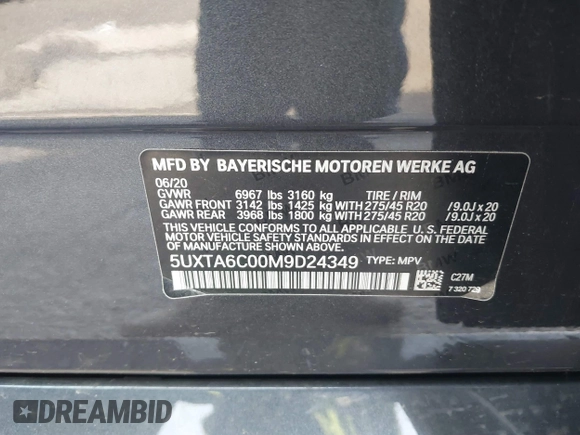 MFD BY BAYERISCHE MOTOREN WERKE AG
06/20
GVWR 6967 lbs 3160 kg TIRE / RIM
GAWR FRONT 3142 lbs 1425 kg WITH 275/45 R20 /9.0J x 20
GAWR REAR 3968 lbs 1800 kg WITH 275/45 R20 /9.0J x 20
THIS VEHICLE CONFORMS TO ALL APPLICABLE U. S. FEDERAL
MOTOR VEHICLE SAFETY STANDARDS IN EFFECT ON THE
DATE OF MANUFACTURE SHOWN ABOVE.
5UXTA6C00M9D24349 TYPE: MPV
C27M
7 320 729
DREAMBID